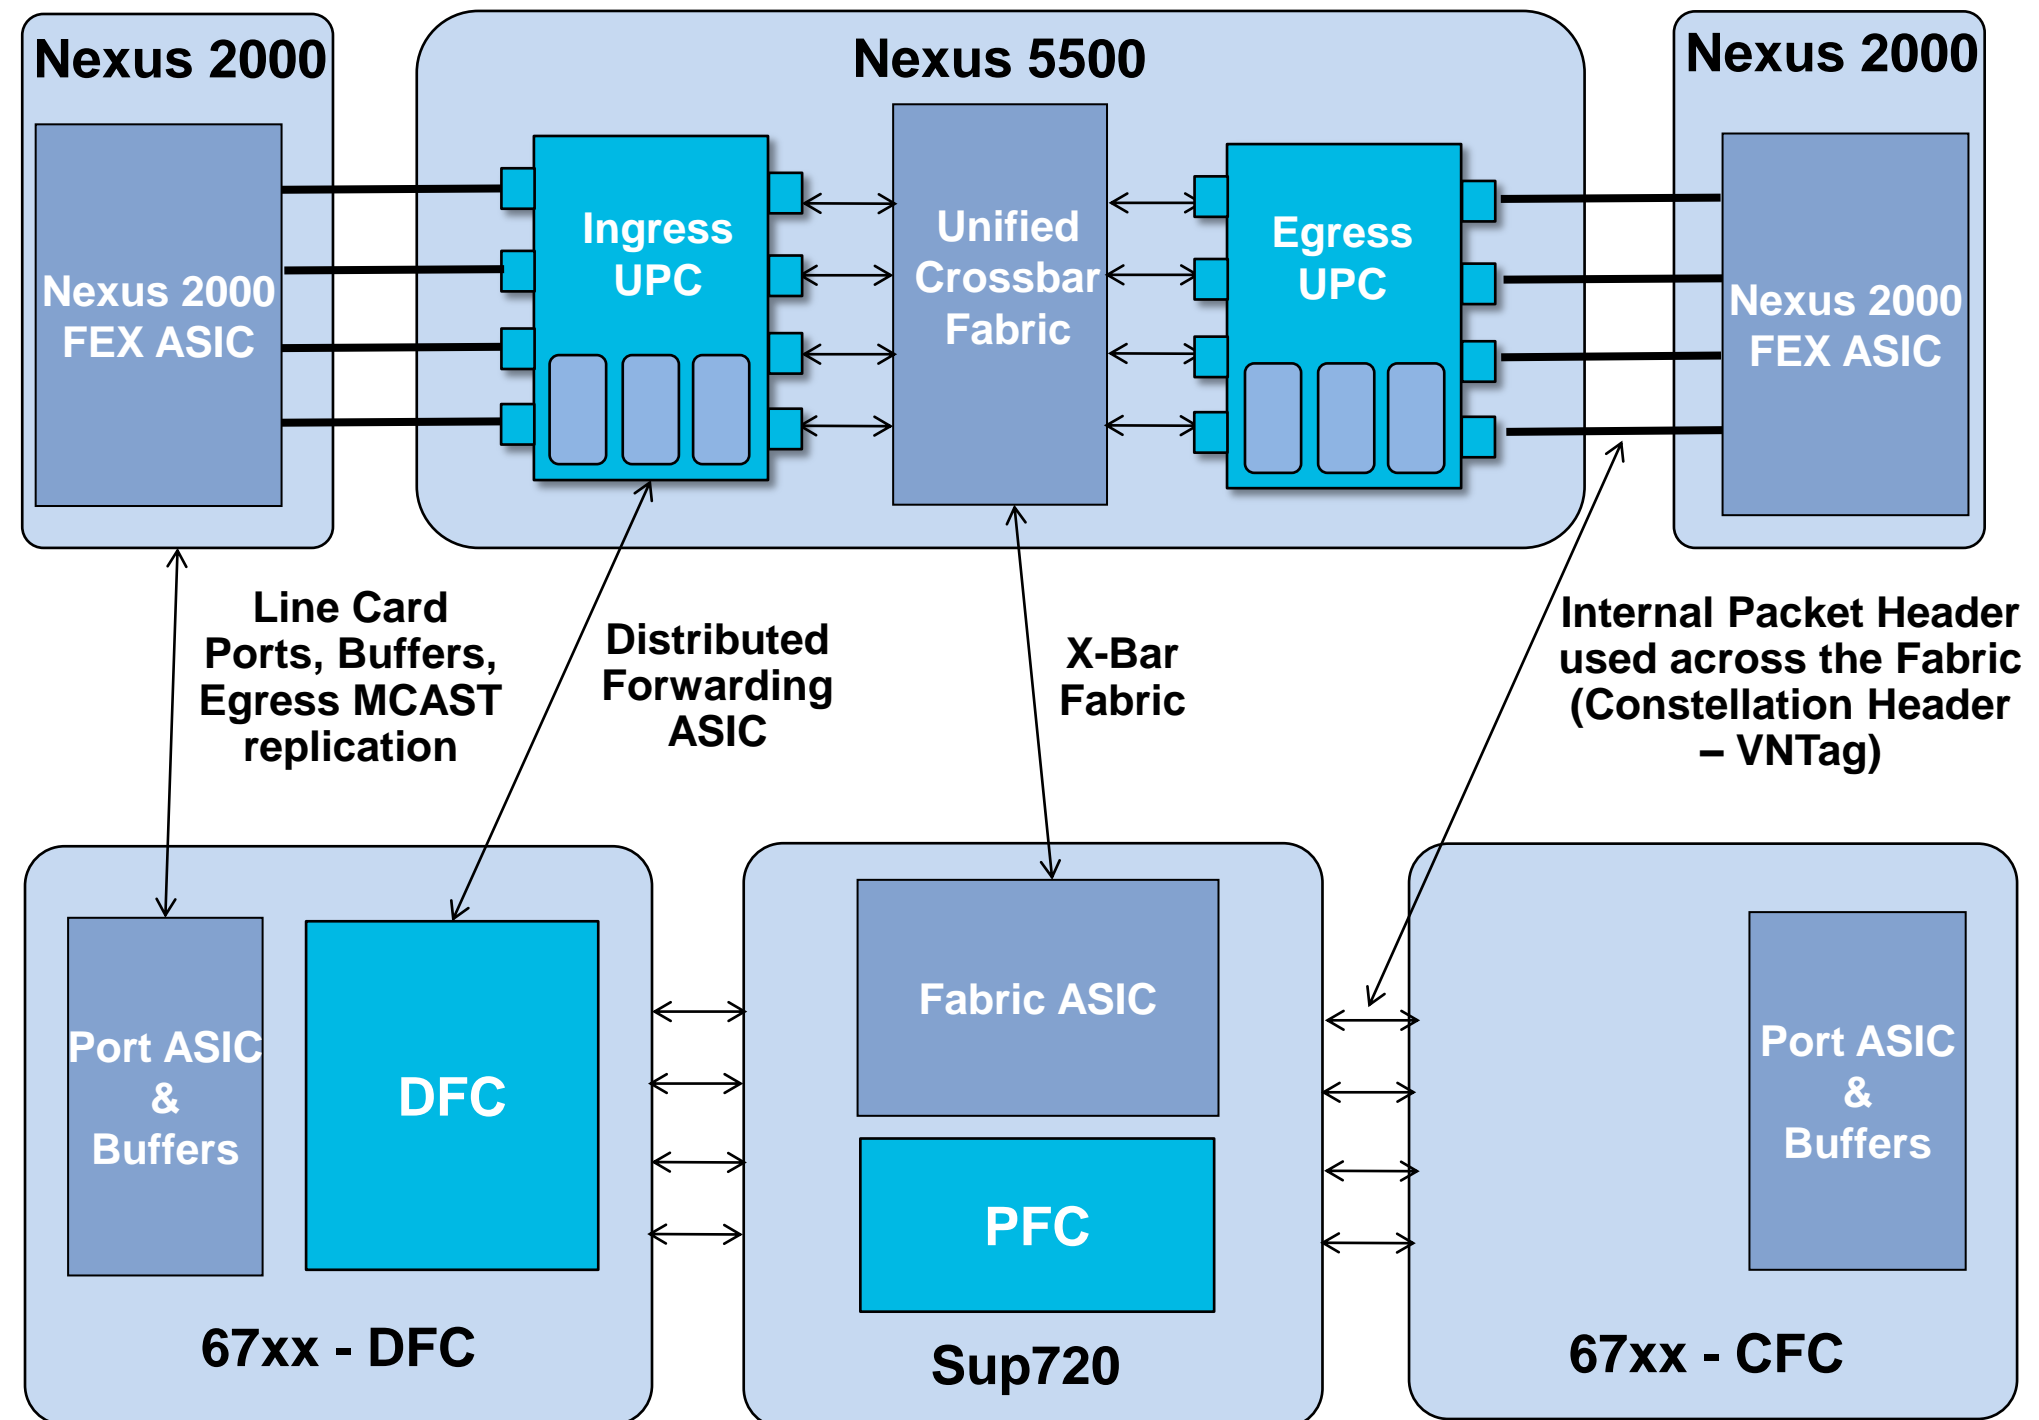 Nexus 2000
Nexus 5500
Nexus 2000
Nexus 2000
FEX ASIC
Ingress
UPC
Unified
Crossbar
Fabric
Egress
UPC
Nexus 2000
FEX ASIC
Line Card
Ports, Buffers,
Egress MCAST
replication
Distributed
Forwarding
ASIC
X-Bar
Fabric
Internal Packet Header
used across the Fabric
(Constellation Header
– VNTag)
Port ASIC
&
Buffers
DFC
67xx - DFC
Fabric ASIC
PFC
Sup720
Port ASIC
&
Buffers
67xx - CFC